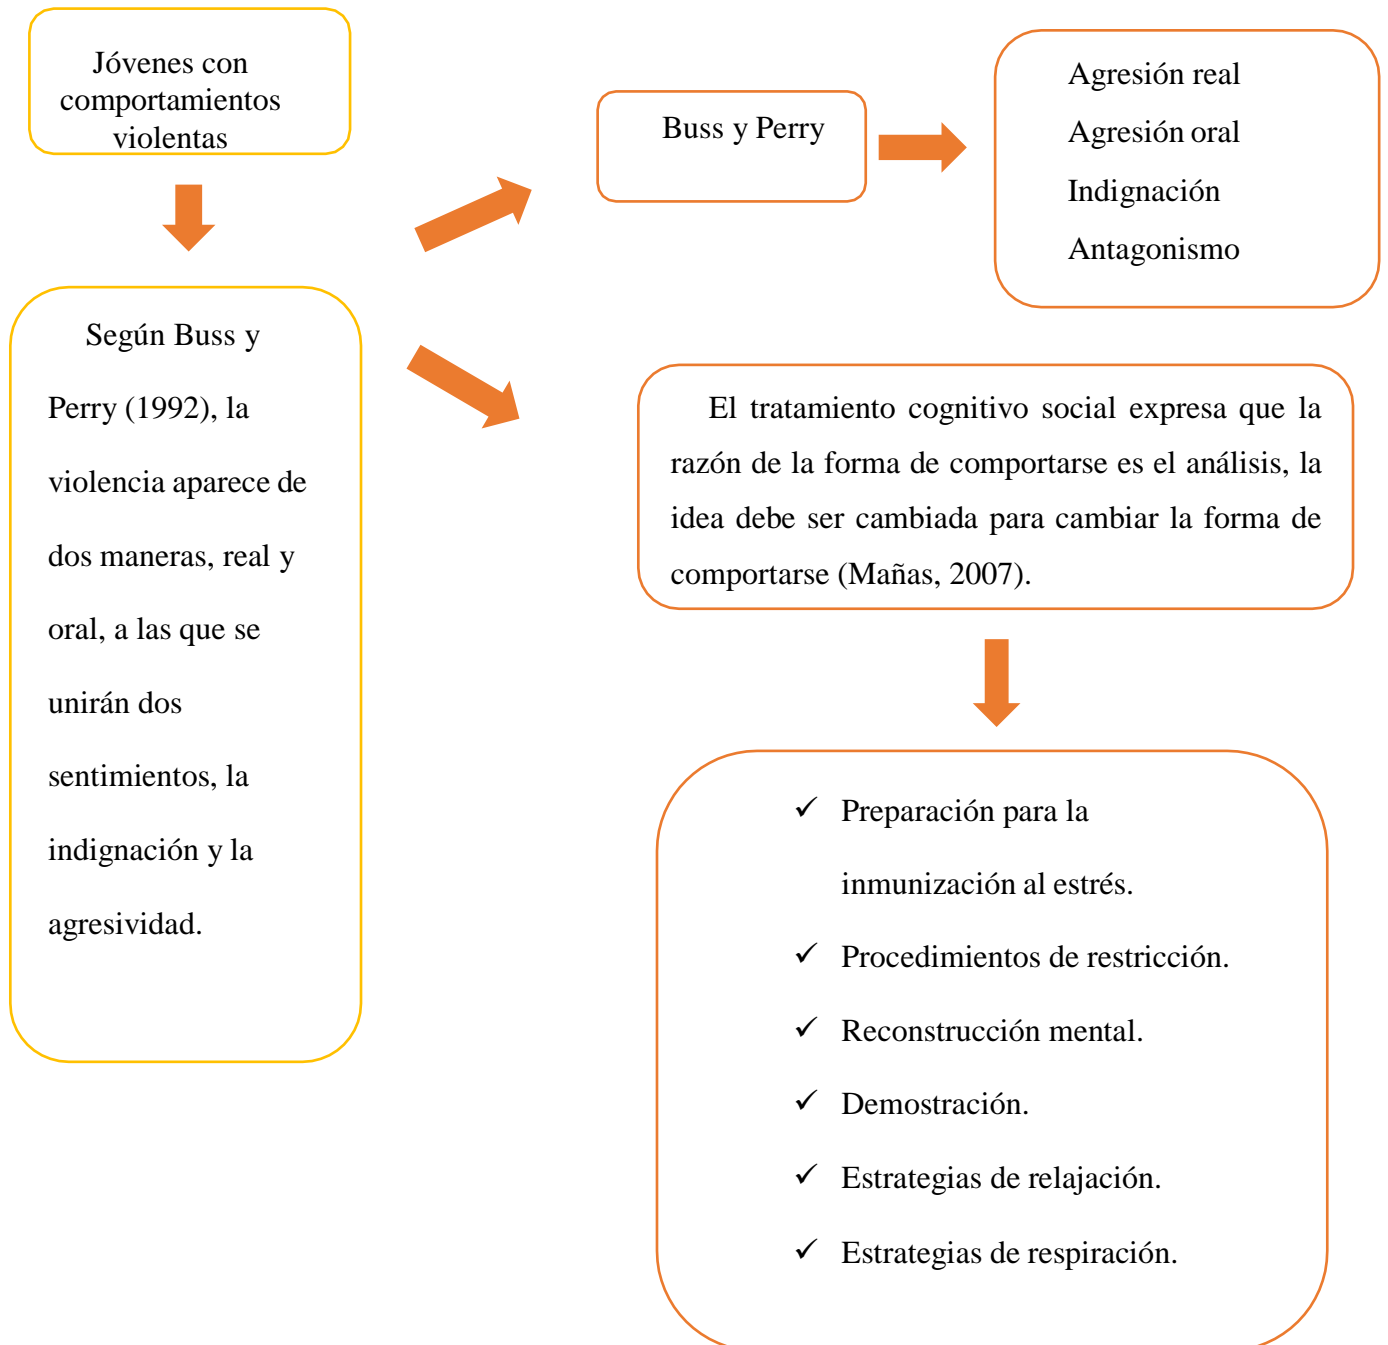 Jóvenes con
comportamientos
violentas
Según Buss y
Perry (1992), la
violencia aparece de
dos maneras, real y
oral, a las que se
unirán dos
sentimientos, la
indignación y la
agresividad.
Buss y Perry
Agresión real
Agresión oral
Indignación
Antagonismo
El tratamiento cognitivo social expresa que la
razón de la forma de comportarse es el análisis, la
idea debe ser cambiada para cambiar la forma de
comportarse (Mañas, 2007).
✓ Preparación para la
inmunización al estrés.
✓ Procedimientos de restricción.
✓ Reconstrucción mental.
✓ Demostración.
✓ Estrategias de relajación.
✓ Estrategias de respiración.